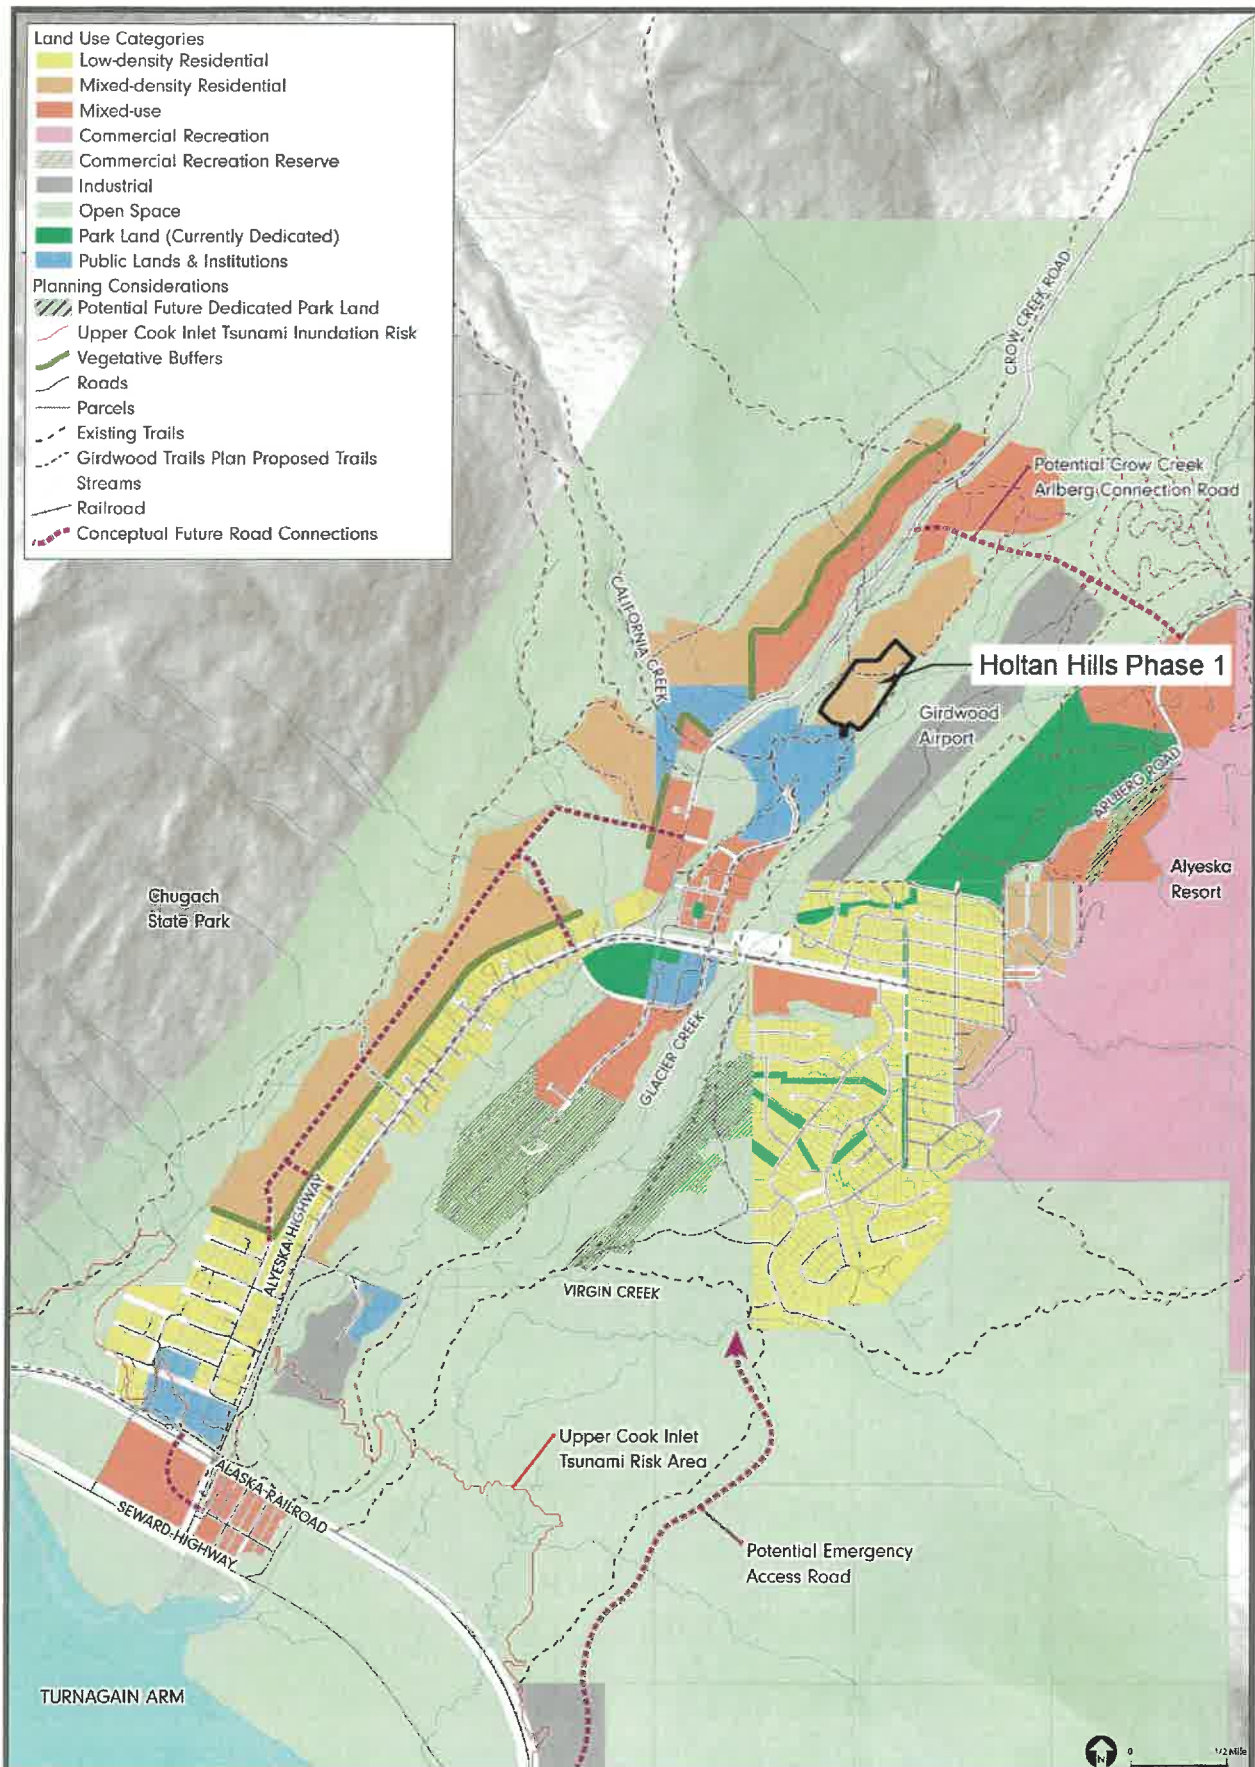 Land Use Categories
Low-density Residential
Mixed-density Residential
Mixed-use
Commercial Recreation
Commercial Recreation Reserve
Industrial
Open Space
Park Land (Currently Dedicated)
Public Lands & Institutions
Planning Considerations
Potential Future Dedicated Park Land
Upper Cook Inlet Tsunami Inundation Risk
Vegetative Buffers
Roads
Parcels
Existing Trails
Girdwood Trails Plan Proposed Trails
Streams
Railroad
Conceptual Future Road Connections
CROW CREEK ROAD
Potential Crow Creek
Arlberg Connection Road
CALIFORNIA CREEK
Holtan Hills Phase 1
Girdwood
Airport
ARLBERG ROAD
Alyeska
Resort
Chugach
State Park
GLACIER CREEK
ALYESKA HIGHWAY
VIRGIN CREEK
Upper Cook Inlet
Tsunami Risk Area
ALASKA RAILROAD
SEWARD HIGHWAY
Potential Emergency
Access Road
TURNAGAIN ARM
N
0 1/2 Mile